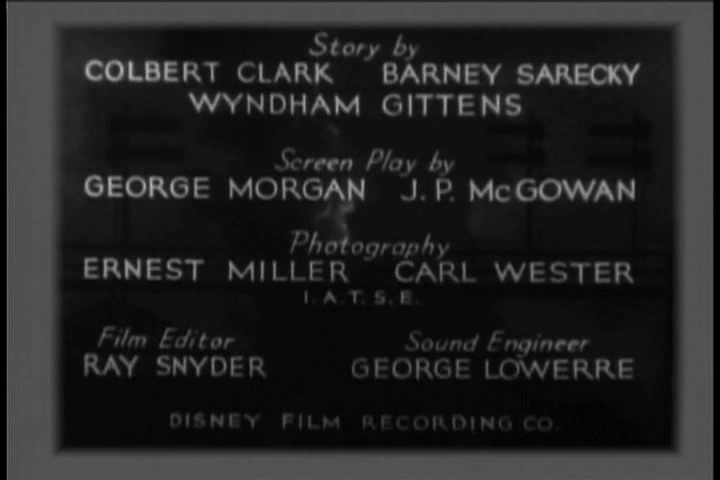 Story by
COLBERT CLARK BARNEY SARECKY
WYNDHAM GITTENS
Screen Play by
GEORGE MORGAN J. P. McGOWAN
Photography
ERNEST MILLER CARL WESTER
I. A. T. S. E.
Film Editor Sound Engineer
RAY SNYDER GEORGE LOWERRE
DISNEY FILM RECORDING CO.